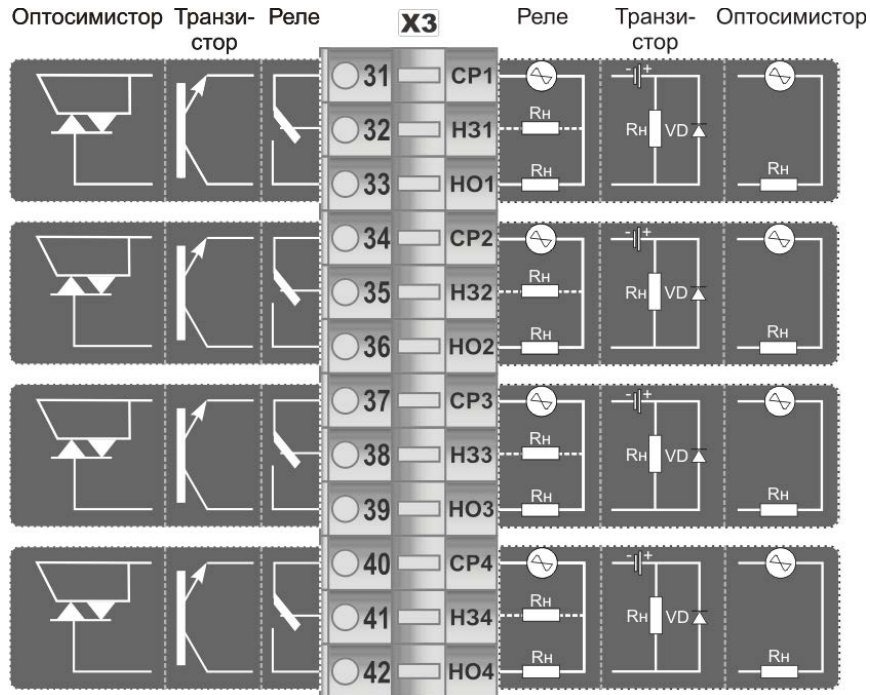 Оптосимистор Транзи- Реле X3 Реле Транзи- Оптосимистор
стор стор
31 СР1
Rн
32 НЗ1 Rн VD
33 НО1 Rн Rн
34 СР2
35 НЗ2 Rн Rн VD
36 НО2 Rн Rн
37 СР3
38 НЗ3 Rн Rн VD
39 НО3 Rн Rн
40 СР4
41 НЗ4 Rн Rн VD
42 НО4 Rн Rн